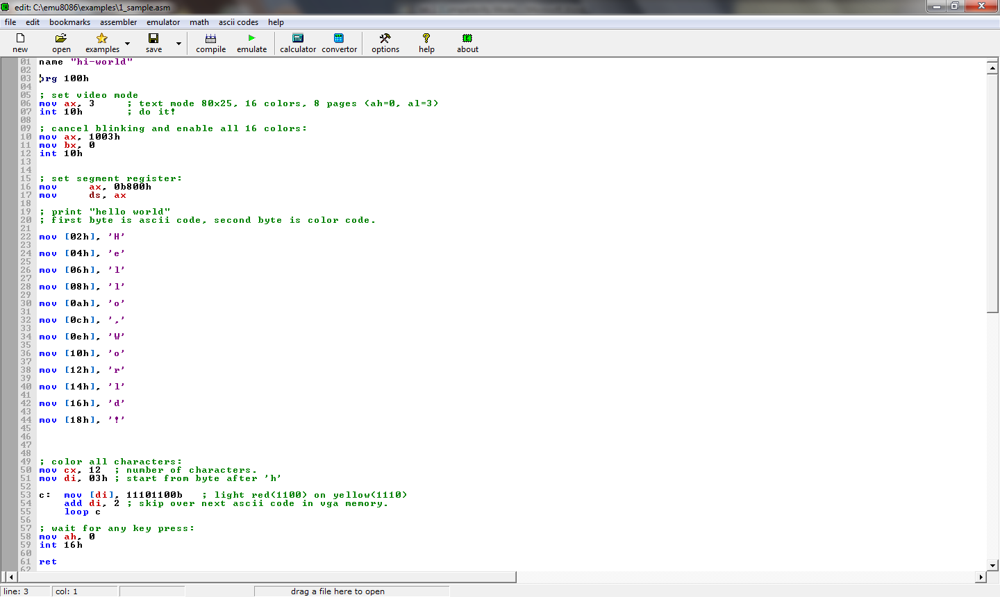 edit: C:\emu8086\examples\1_sample.asm
file edit bookmarks assembler emulator math ascii codes help
new open examples save compile emulate calculator convertor options help about
01 name "hi-world"
02
03 org 100h
04
05 ; set video mode
06 mov ax, 3     ; text mode 80x25, 16 colors, 8 pages (ah=0, al=3)
07 int 10h       ; do it!
08
09 ; cancel blinking and enable all 16 colors:
10 mov ax, 1003h
11 mov bx, 0
12 int 10h
13
14
15 ; set segment register:
16 mov     ax, 0b800h
17 mov     ds, ax
18
19 ; print "hello world"
20 ; first byte is ascii code, second byte is color code.
21
22 mov [02h], 'H'
23
24 mov [04h], 'e'
25
26 mov [06h], 'l'
27
28 mov [08h], 'l'
29
30 mov [0ah], 'o'
31
32 mov [0ch], ','
33
34 mov [0eh], 'W'
35
36 mov [10h], 'o'
37
38 mov [12h], 'r'
39
40 mov [14h], 'l'
41
42 mov [16h], 'd'
43
44 mov [18h], '!'
45
46
47
48
49 ; color all characters:
50 mov cx, 12  ; number of characters.
51 mov di, 03h ; start from byte after 'h'
52
53 c:  mov [di], 11101100b   ; light red(1100) on yellow(1110)
54     add di, 2 ; skip over next ascii code in vga memory.
55     loop c
56
57 ; wait for any key press:
58 mov ah, 0
59 int 16h
60
61 ret
62
line: 3 col: 1 drag a file here to open